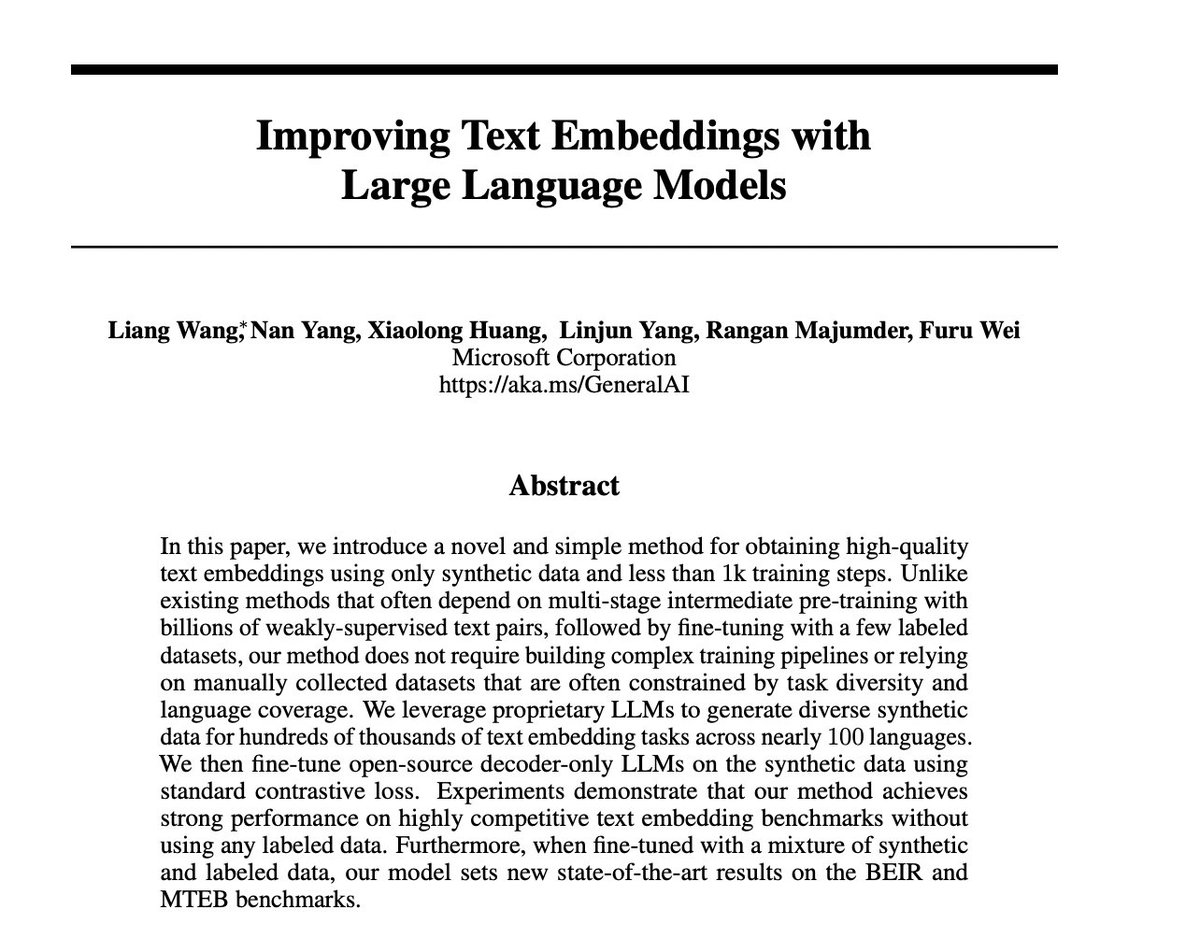 Improving Text Embeddings with
Large Language Models
Liang Wang,* Nan Yang, Xiaolong Huang, Linjun Yang, Rangan Majumder, Furu Wei
Microsoft Corporation
https://aka.ms/GeneralAI
Abstract
In this paper, we introduce a novel and simple method for obtaining high-quality
text embeddings using only synthetic data and less than 1k training steps. Unlike
existing methods that often depend on multi-stage intermediate pre-training with
billions of weakly-supervised text pairs, followed by fine-tuning with a few labeled
datasets, our method does not require building complex training pipelines or relying
on manually collected datasets that are often constrained by task diversity and
language coverage. We leverage proprietary LLMs to generate diverse synthetic
data for hundreds of thousands of text embedding tasks across nearly 100 languages.
We then fine-tune open-source decoder-only LLMs on the synthetic data using
standard contrastive loss. Experiments demonstrate that our method achieves
strong performance on highly competitive text embedding benchmarks without
using any labeled data. Furthermore, when fine-tuned with a mixture of synthetic
and labeled data, our model sets new state-of-the-art results on the BEIR and
MTEB benchmarks.